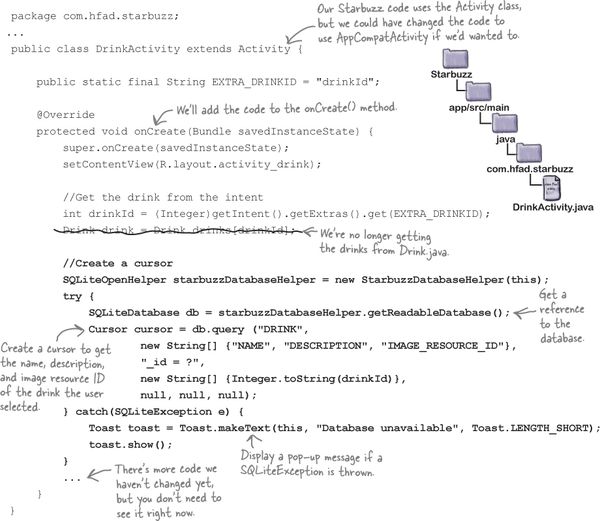 package com.hfad.starbuzz;
...
public class DrinkActivity extends Activity {
Our Starbuzz code uses the Activity class,
but we could have changed the code to
use AppCompatActivity if we'd wanted to.
public static final String EXTRA_DRINKID = "drinkId";
@Override
We'll add the code to the onCreate() method.
protected void onCreate(Bundle savedInstanceState) {
super.onCreate(savedInstanceState);
setContentView(R.layout.activity_drink);
Starbuzz
app/src/main
java
com.hfad.starbuzz
DrinkActivity.java
//Get the drink from the intent
int drinkId = (Integer)getIntent().getExtras().get(EXTRA_DRINKID);
Drink drink = Drink.drinks[drinkId];
We're no longer getting
the drinks from Drink.java.
//Create a cursor
SQLiteOpenHelper starbuzzDatabaseHelper = new StarbuzzDatabaseHelper(this);
try {
SQLiteDatabase db = starbuzzDatabaseHelper.getReadableDatabase();
Get a
reference
to the
database.
Cursor cursor = db.query ("DRINK",
new String[] {"NAME", "DESCRIPTION", "IMAGE_RESOURCE_ID"},
"_id = ?",
new String[] {Integer.toString(drinkId)},
null, null, null);
Create a cursor to get
the name, description,
and image resource ID
of the drink the user
selected.
} catch(SQLiteException e) {
Toast toast = Toast.makeText(this, "Database unavailable", Toast.LENGTH_SHORT);
toast.show();
Display a pop-up message if a
SQLiteException is thrown.
}
...
There's more code we
haven't changed yet,
but you don't need to
see it right now.
}
}